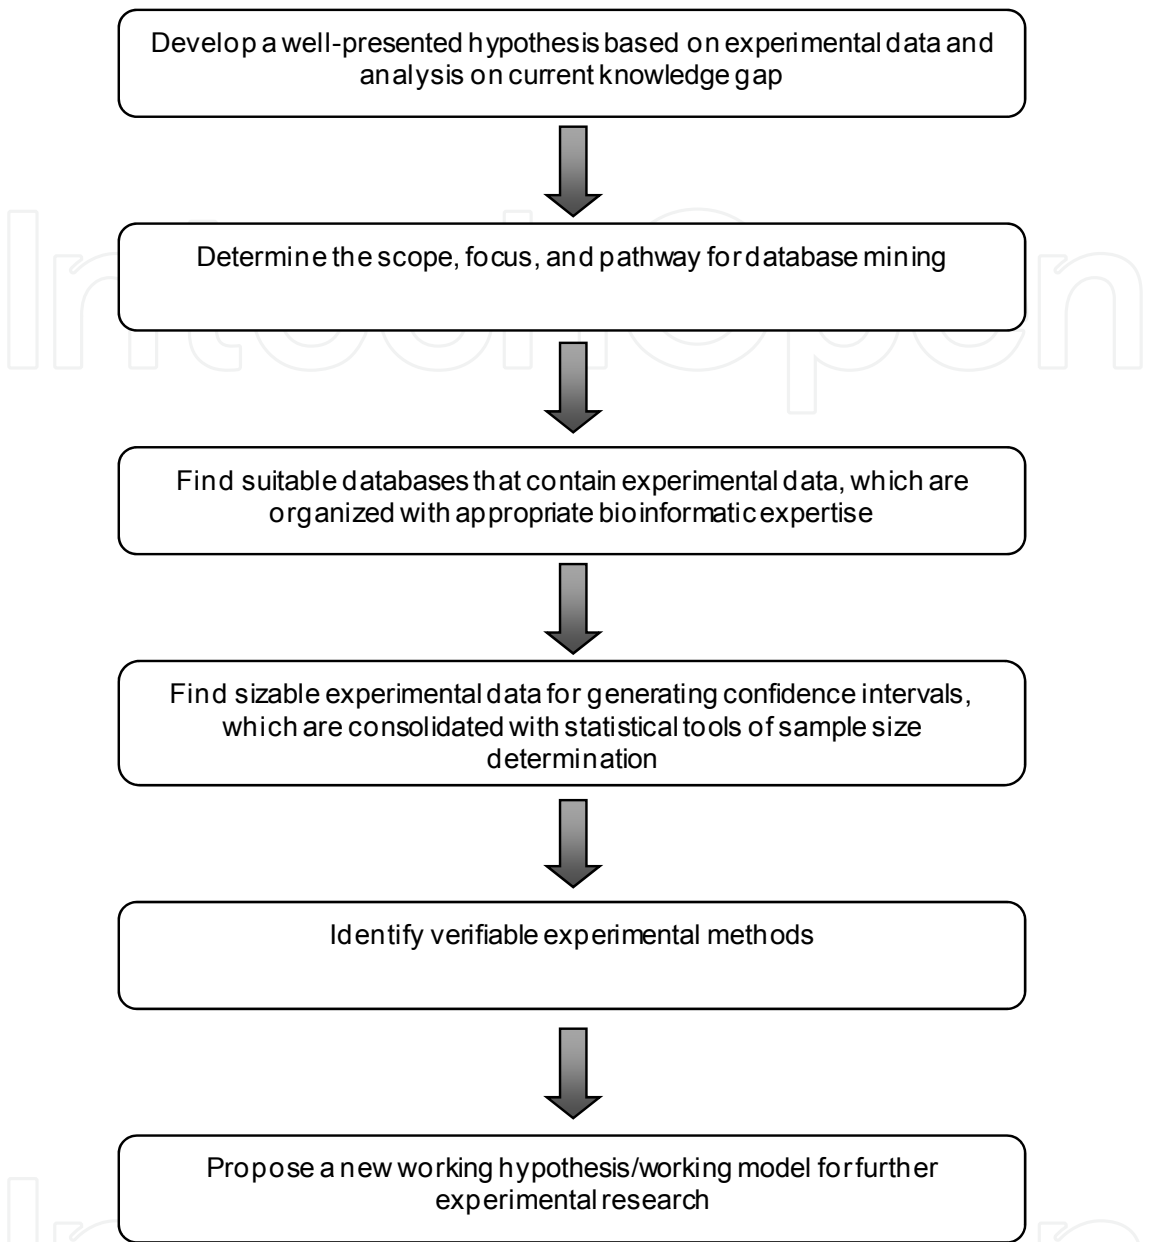 Develop a well-presented hypothesis based on experimental data and
analysis on current knowledge gap
Determine the scope, focus, and pathway for database mining
Find suitable databases that contain experimental data, which are
organized with appropriate bioinformatic expertise
Find sizable experimental data for generating confidence intervals,
which are consolidated with statistical tools of sample size
determination
Identify verifiable experimental methods
Propose a new working hypothesis/working model for further
experimental research
IntechOpen